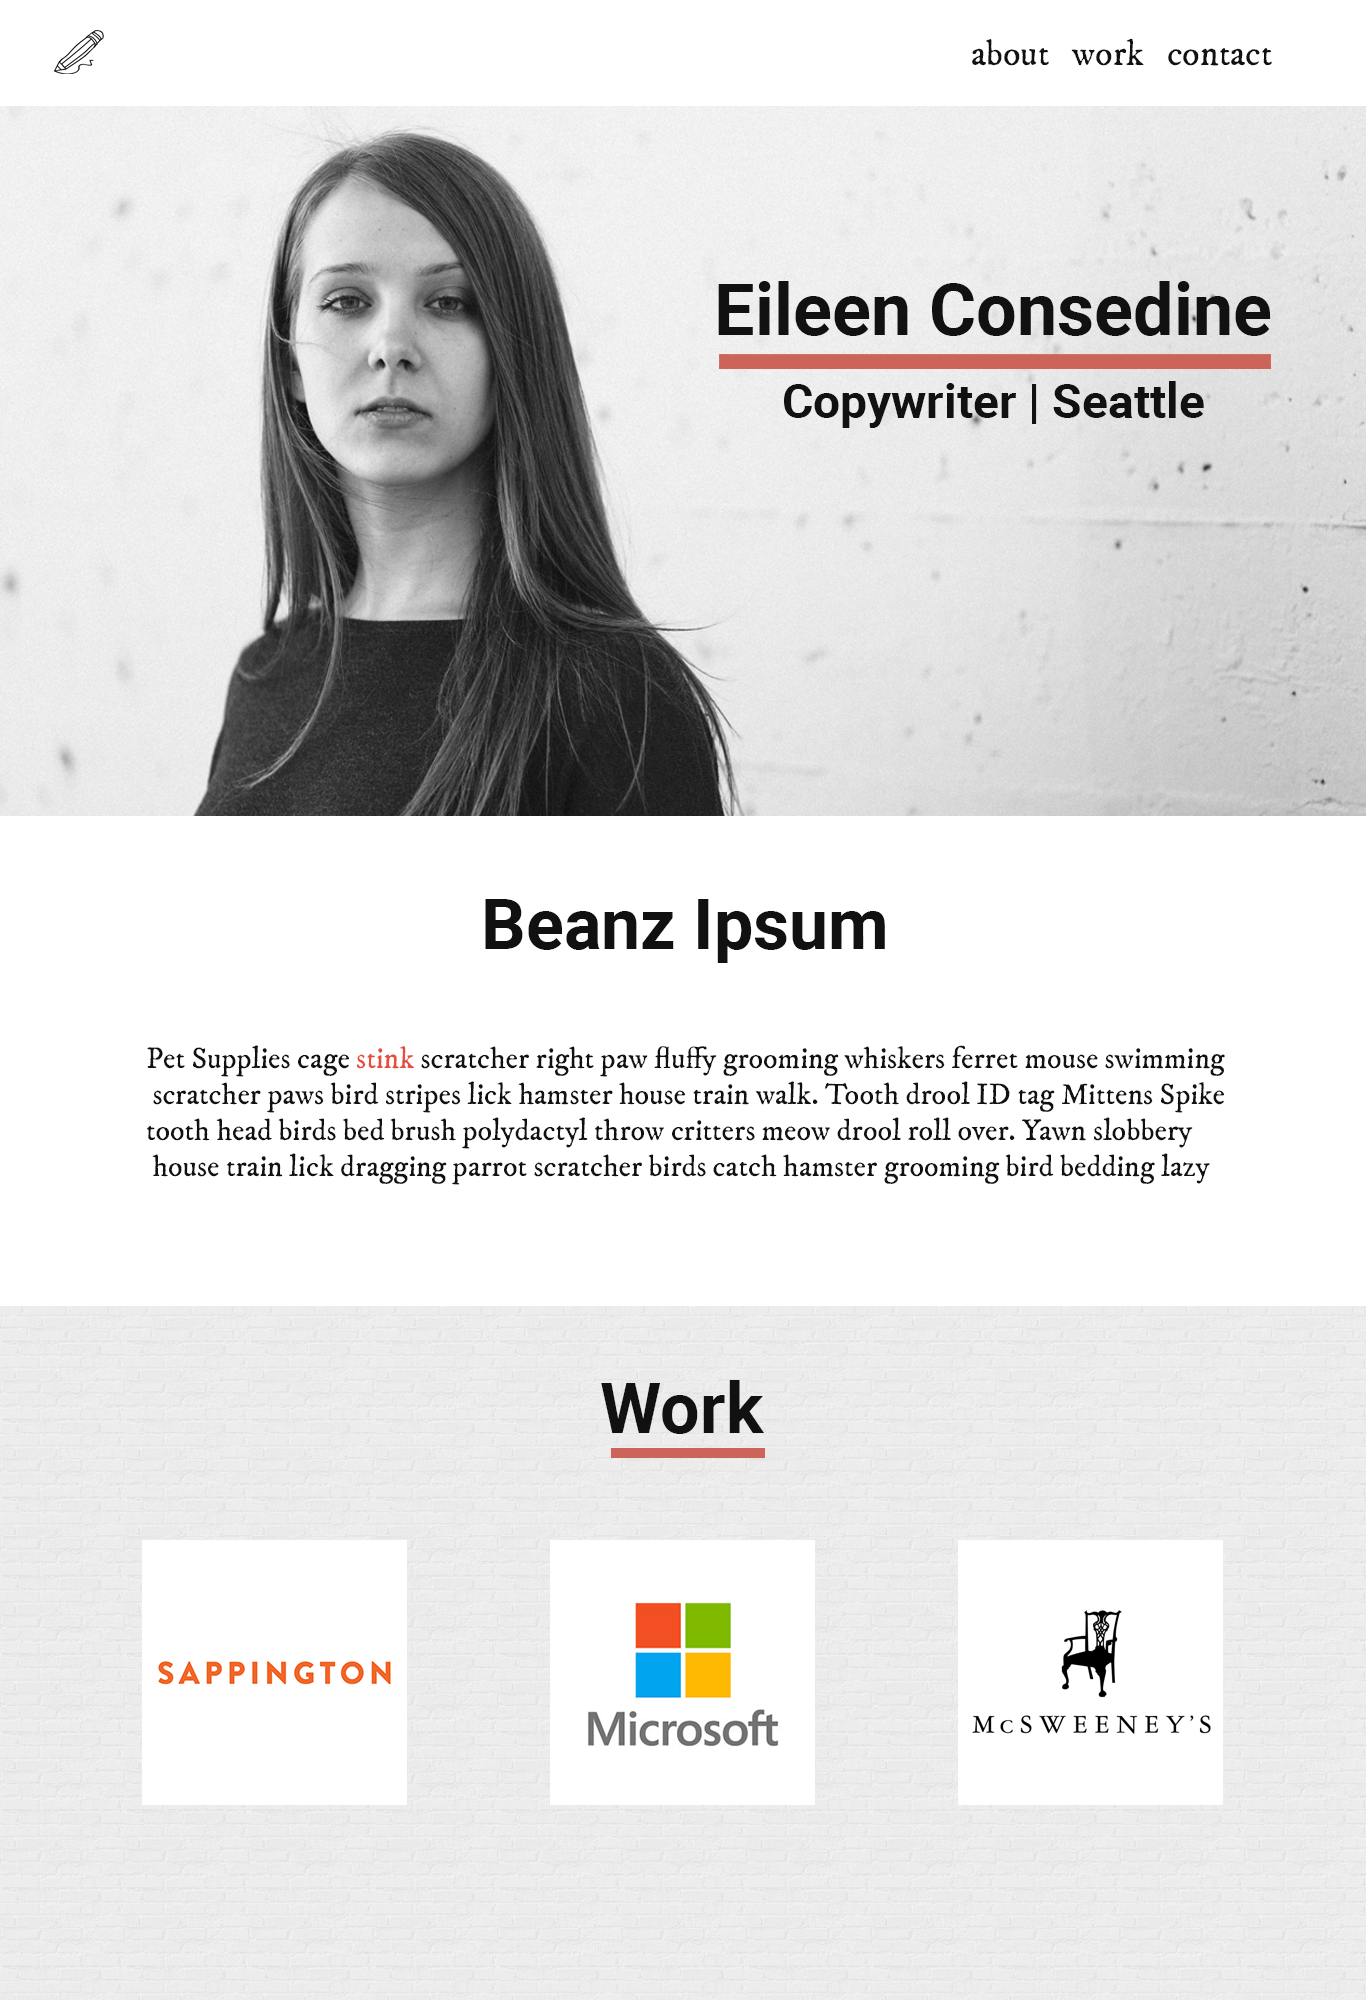 about work contact
Eileen Consedine
Copywriter | Seattle
Beanz Ipsum
Pet Supplies cage stink scratcher right paw fluffy grooming whiskers ferret mouse swimming
scratcher paws bird stripes lick hamster house train walk. Tooth drool ID tag Mittens Spike
tooth head birds bed brush polydactyl throw critters meow drool roll over. Yawn slobbery
house train lick dragging parrot scratcher birds catch hamster grooming bird bedding lazy
Work
SAPPINGTON
Microsoft
McSWEENEY'S